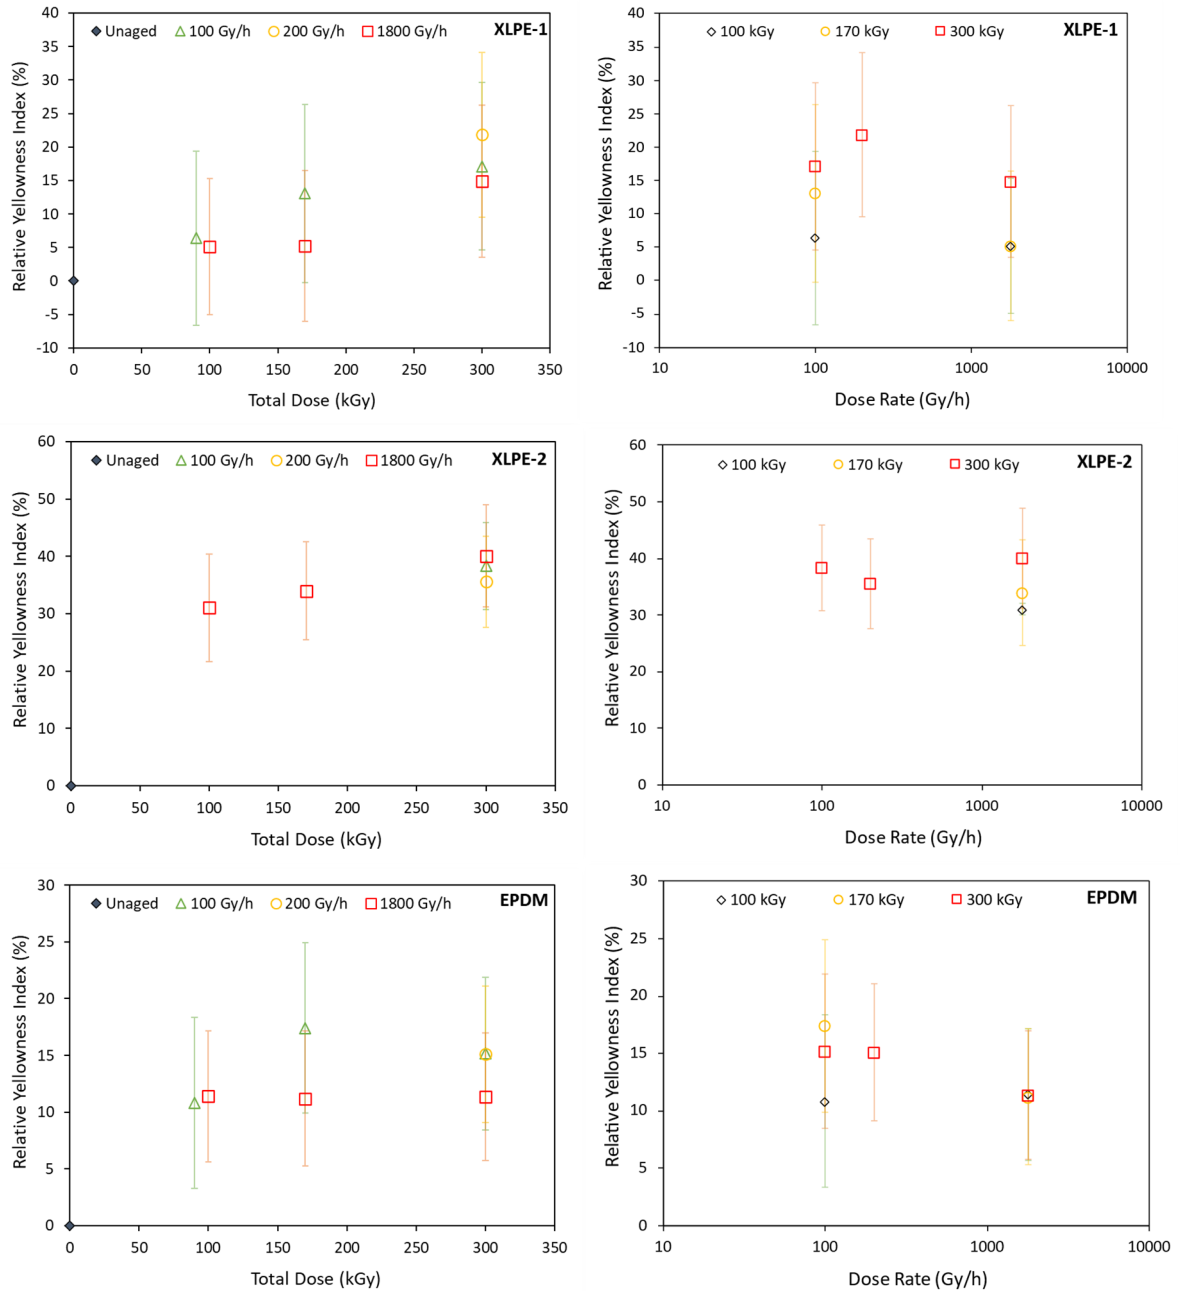 Unaged 100 Gy/h 200 Gy/h 1800 Gy/h XLPE-1
Relative Yellowness Index (%)
40
35
30
25
20
15
10
5
0
-5
-10
0 50 100 150 200 250 300 350
Total Dose (kGy)
100 kGy 170 kGy 300 kGy XLPE-1
Relative Yellowness Index (%)
40
35
30
25
20
15
10
5
0
-5
-10
10 100 1000 10000
Dose Rate (Gy/h)
Unaged 100 Gy/h 200 Gy/h 1800 Gy/h XLPE-2
Relative Yellowness Index (%)
60
50
40
30
20
10
0
0 50 100 150 200 250 300 350
Total Dose (kGy)
100 kGy 170 kGy 300 kGy XLPE-2
Relative Yellowness Index (%)
60
50
40
30
20
10
0
10 100 1000 10000
Dose Rate (Gy/h)
Unaged 100 Gy/h 200 Gy/h 1800 Gy/h EPDM
Relative Yellowness Index (%)
30
25
20
15
10
5
0
0 50 100 150 200 250 300 350
Total Dose (kGy)
100 kGy 170 kGy 300 kGy EPDM
Relative Yellowness Index (%)
30
25
20
15
10
5
0
10 100 1000 10000
Dose Rate (Gy/h)